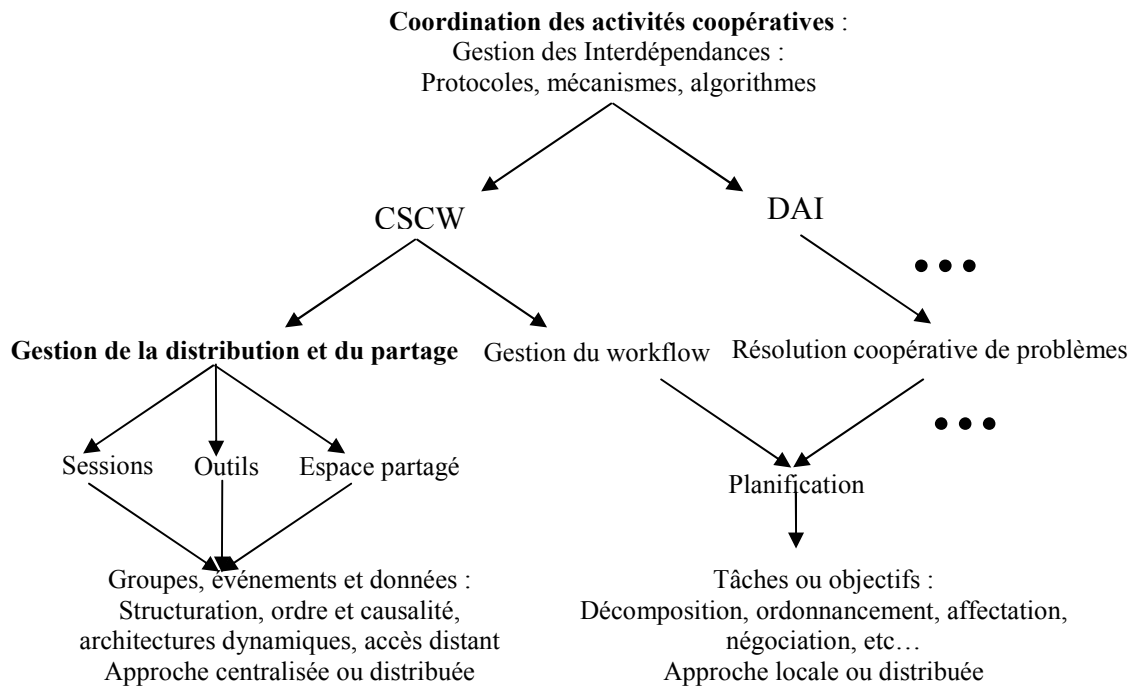 Coordination des activités coopératives :
Gestion des Interdépendances :
Protocoles, mécanismes, algorithmes
CSCW
DAI
• • •
Gestion de la distribution et du partage
Gestion du workflow
Résolution coopérative de problèmes
• • •
Sessions
Outils
Espace partagé
Planification
Groupes, événements et données :
Structuration, ordre et causalité,
architectures dynamiques, accès distant
Approche centralisée ou distribuée
Tâches ou objectifs :
Décomposition, ordonnancement, affectation,
négociation, etc…
Approche locale ou distribuée